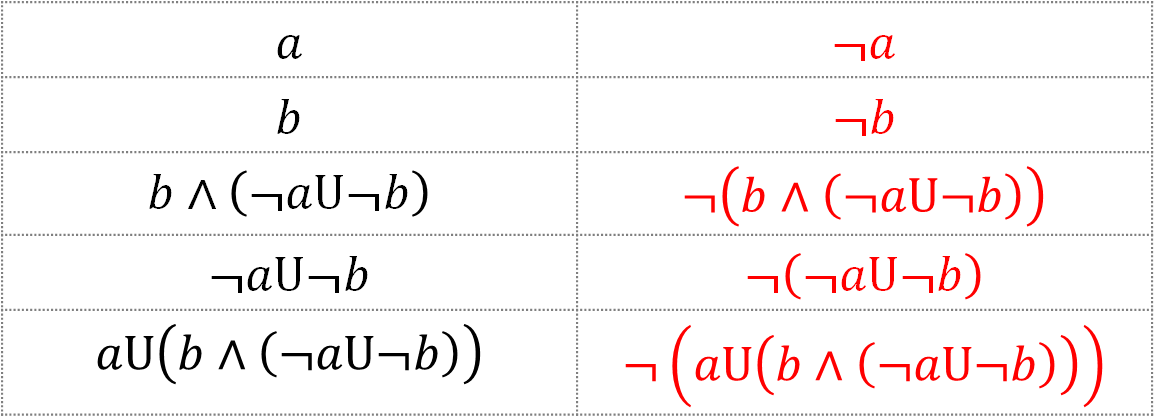 a ¬a
b ¬b
b ∧ (¬aU¬b) ¬(b ∧ (¬aU¬b))
¬aU¬b ¬(¬aU¬b)
aU(b ∧ (¬aU¬b)) ¬(aU(b ∧ (¬aU¬b)))